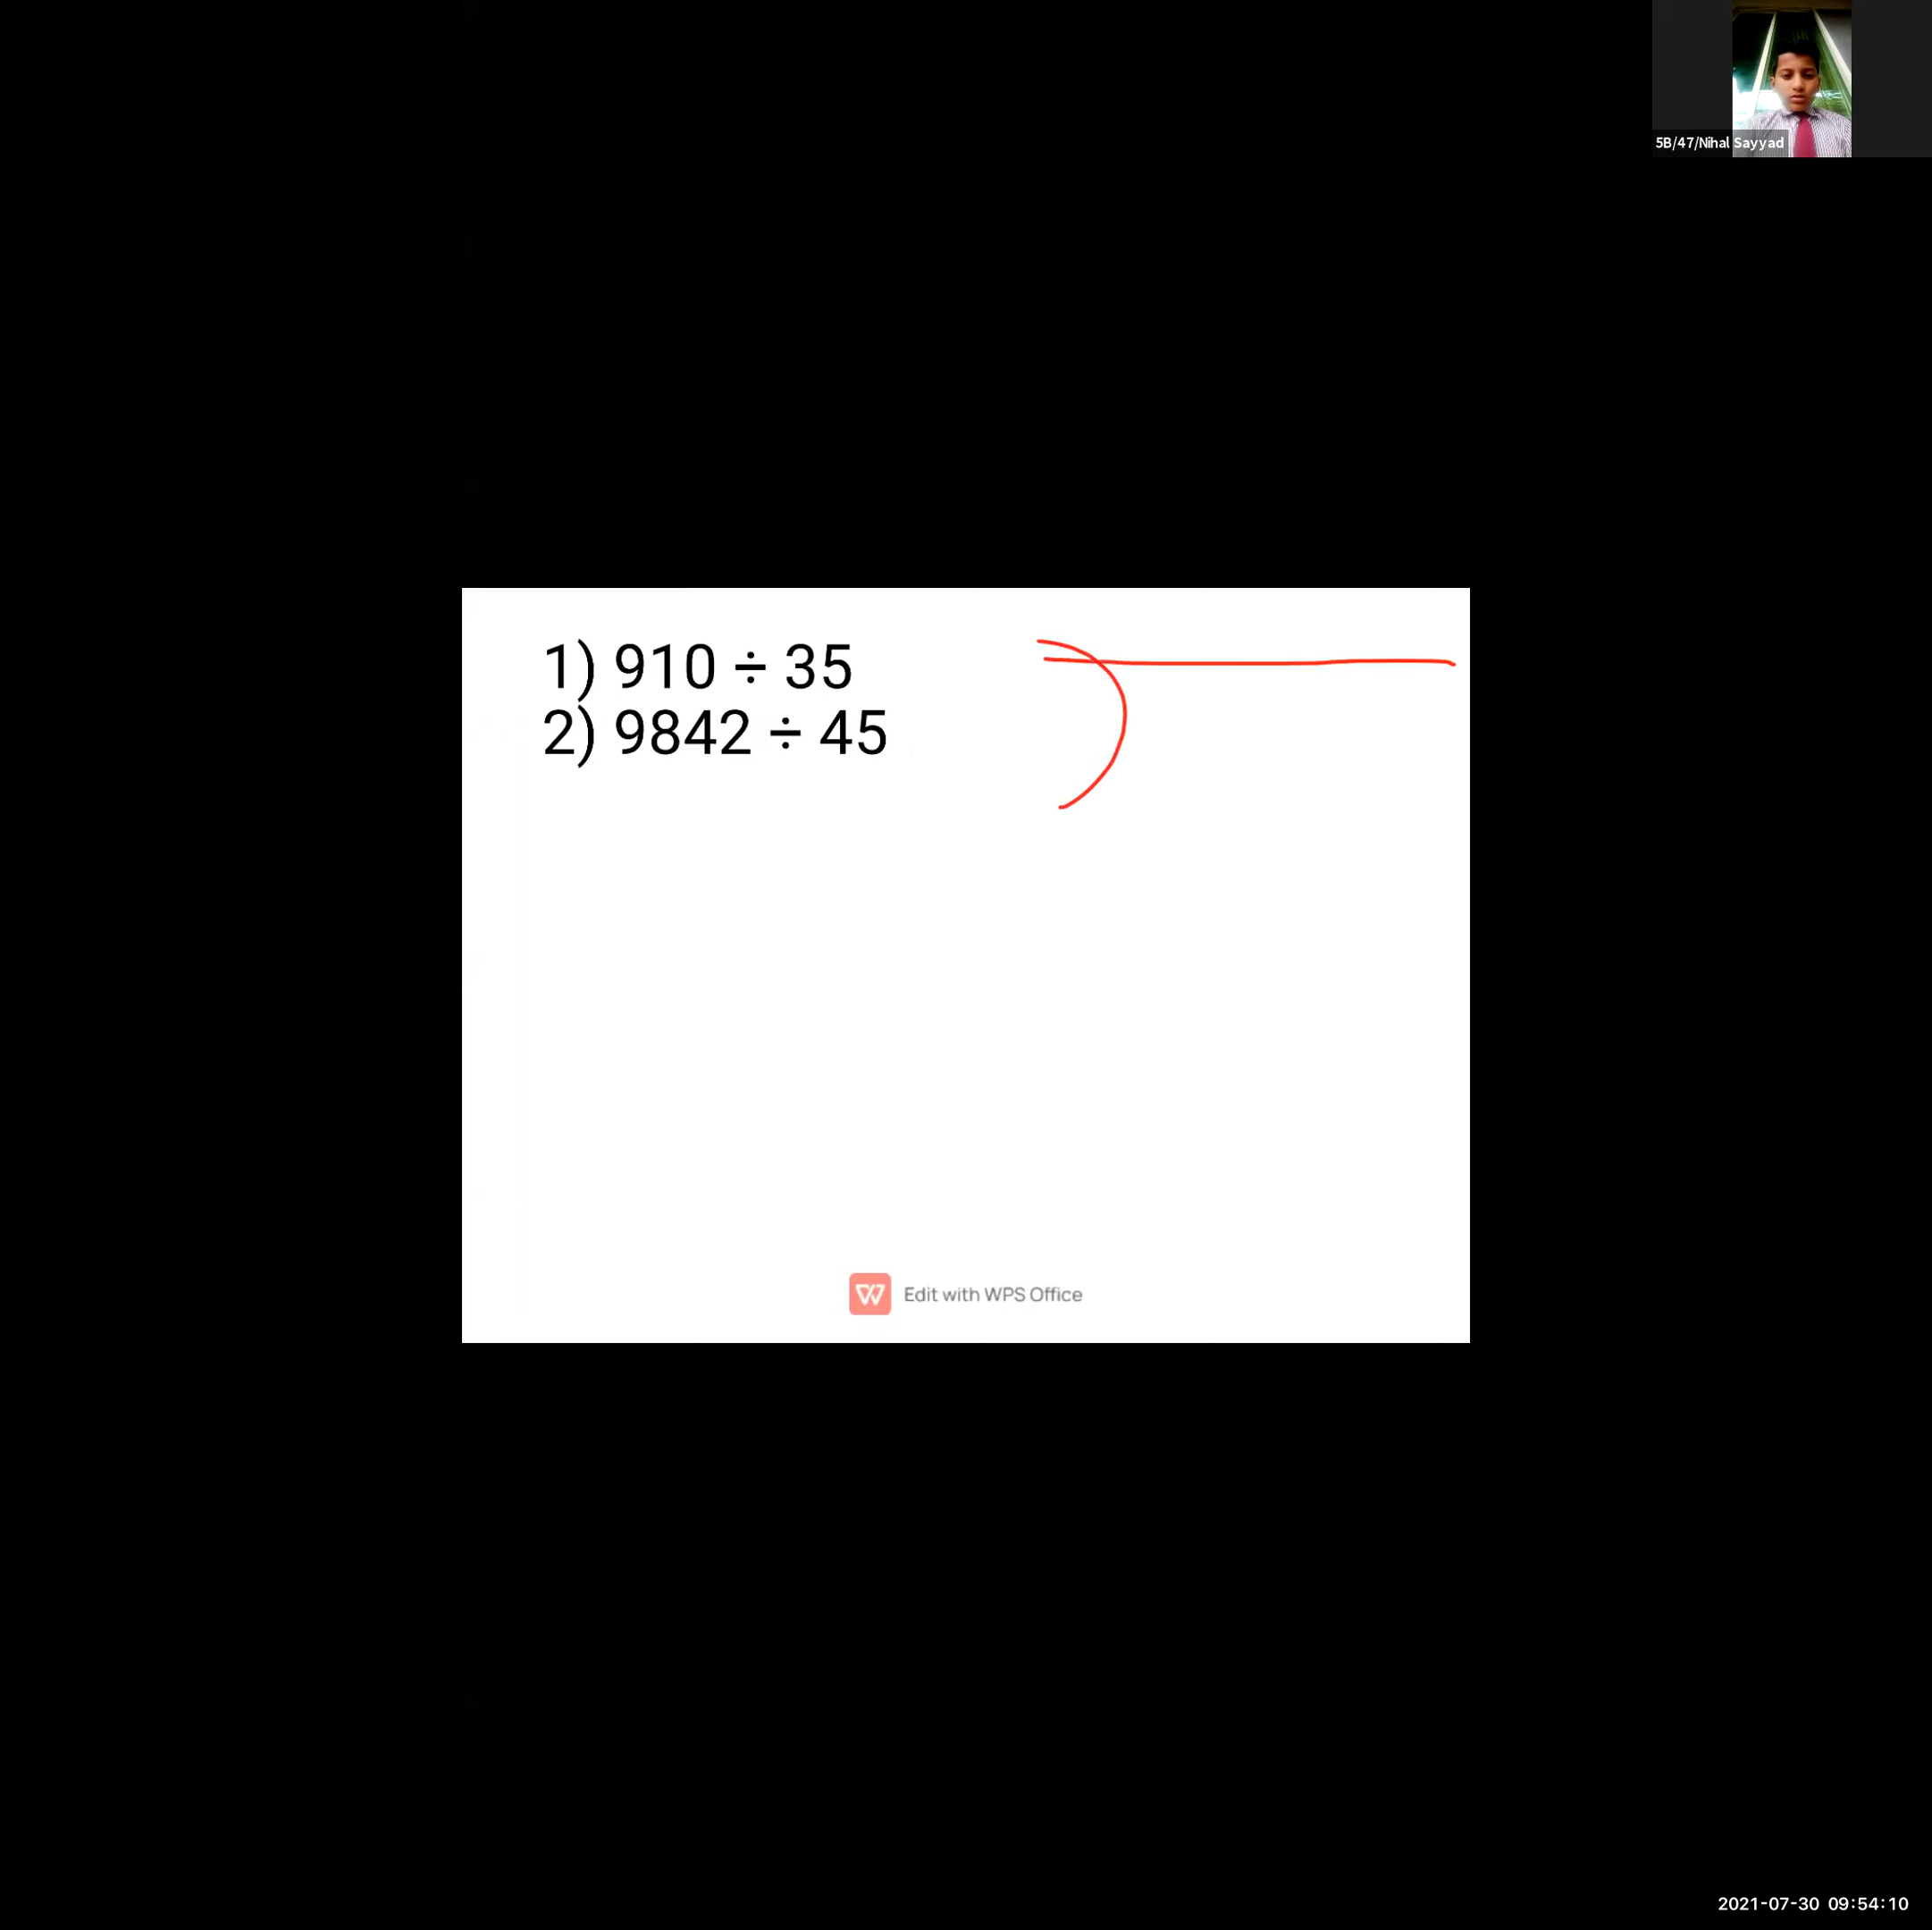 5B/47/Nihal Sayyad
1) 910 ÷ 35
2) 9842 ÷ 45
Edit with WPS Office
2021-07-30 09:54:10